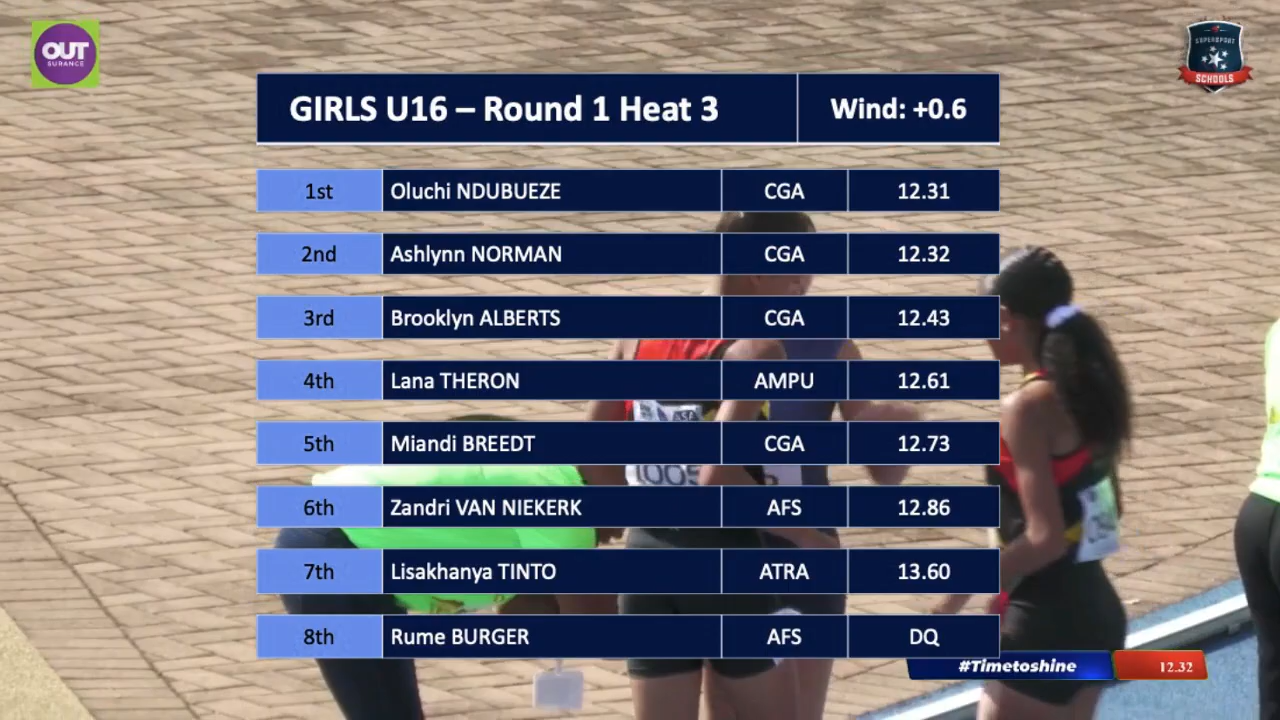 OUT
SURANCE
SUPERSPORT
SCHOOLS
GIRLS U16 – Round 1 Heat 3 Wind: +0.6
1st Oluchi NDUBUEZE CGA 12.31
2nd Ashlynn NORMAN CGA 12.32
3rd Brooklyn ALBERTS CGA 12.43
4th Lana THERON AMPU 12.61
5th Miandi BREEDT CGA 12.73
6th Zandri VAN NIEKERK AFS 12.86
7th Lisakhanya TINTO ATRA 13.60
8th Rume BURGER AFS DQ
#Timetoshine 12.32